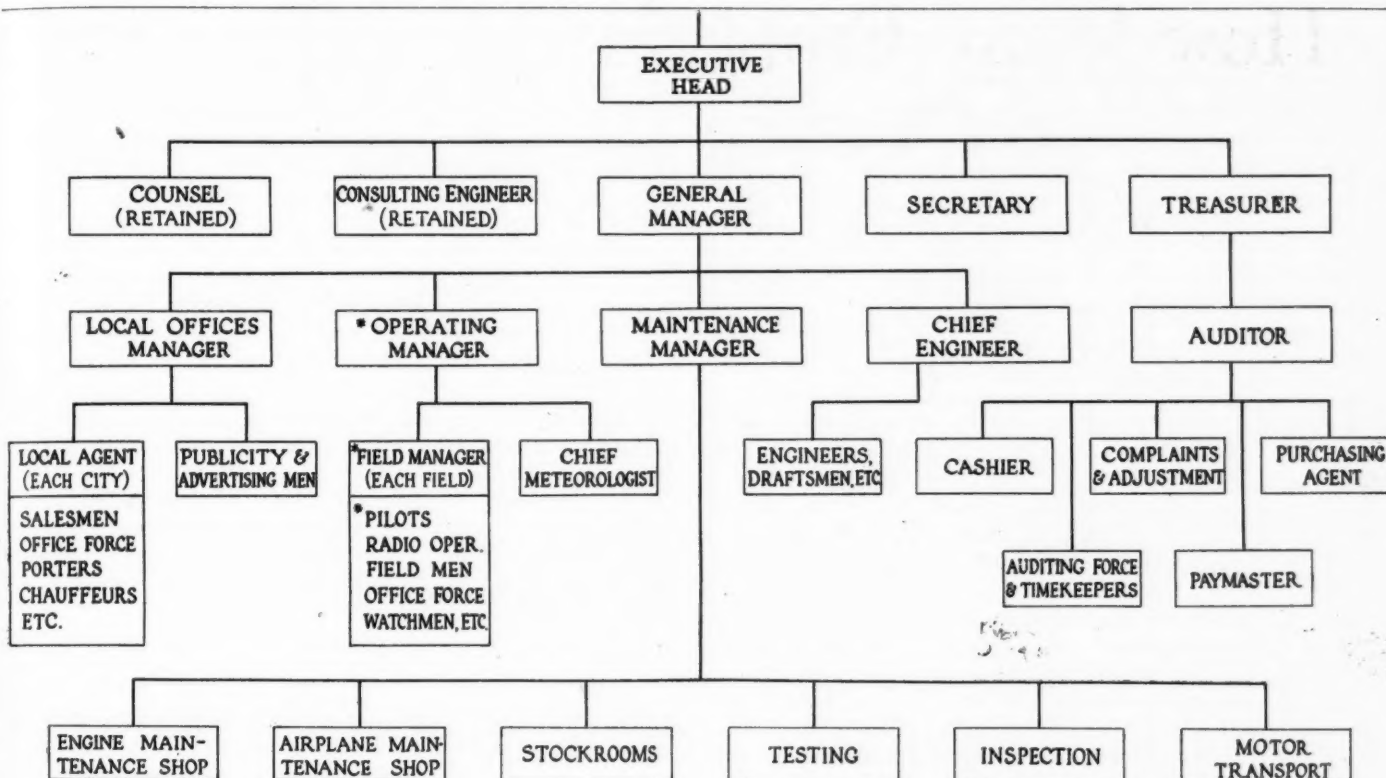 EXECUTIVE
HEAD
COUNSEL
(RETAINED)
CONSULTING ENGINEER
(RETAINED)
GENERAL
MANAGER
SECRETARY
TREASURER
LOCAL OFFICES
MANAGER
*OPERATING
MANAGER
MAINTENANCE
MANAGER
CHIEF
ENGINEER
AUDITOR
LOCAL AGENT
(EACH CITY)
SALESMEN
OFFICE FORCE
PORTERS
CHAUFFEURS
ETC.
PUBLICITY &
ADVERTISING MEN
*FIELD MANAGER
(EACH FIELD)
*PILOTS
RADIO OPER.
FIELD MEN
OFFICE FORCE
WATCHMEN, ETC.
CHIEF
METEOROLOGIST
ENGINEERS,
DRAFTSMEN, ETC.
CASHIER
COMPLAINTS
& ADJUSTMENT
PURCHASING
AGENT
AUDITING FORCE
& TIMEKEEPERS
PAYMASTER
ENGINE MAIN-
TENANCE SHOP
AIRPLANE MAIN-
TENANCE SHOP
STOCKROOMS
TESTING
INSPECTION
MOTOR
TRANSPORT